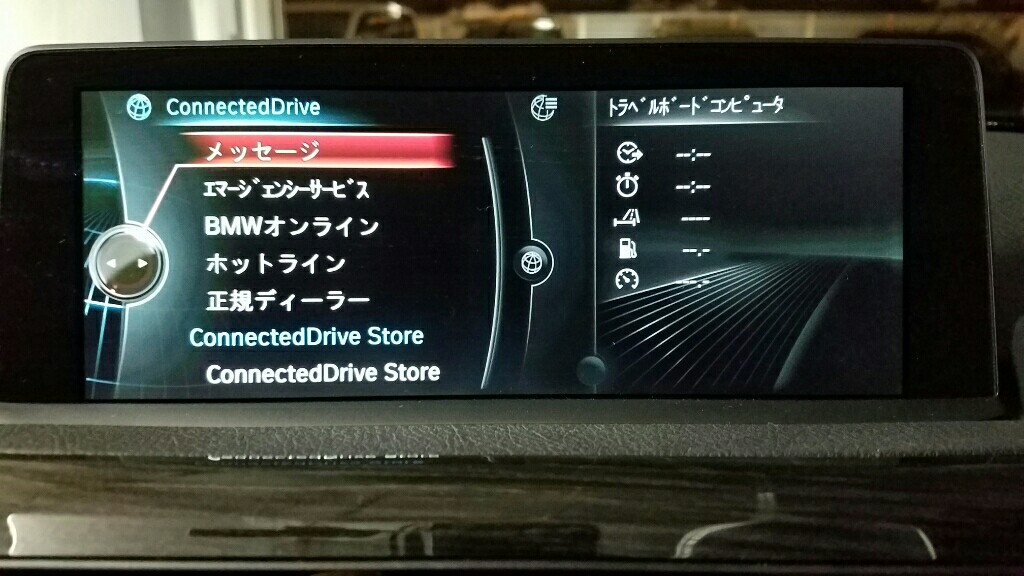 ConnectedDrive
メッセージ
エマージェンシーサービス
BMWオンライン
ホットライン
正規ディーラー
ConnectedDrive Store
ConnectedDrive Store
トラベルボードコンピュータ
--:--
--:--
----
--.-
---.-